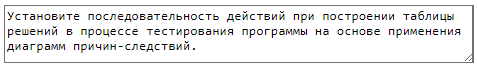 Установите последовательность действий при построении таблицы
решений в процессе тестирования программы на основе применения
диаграмм причин-следствий.